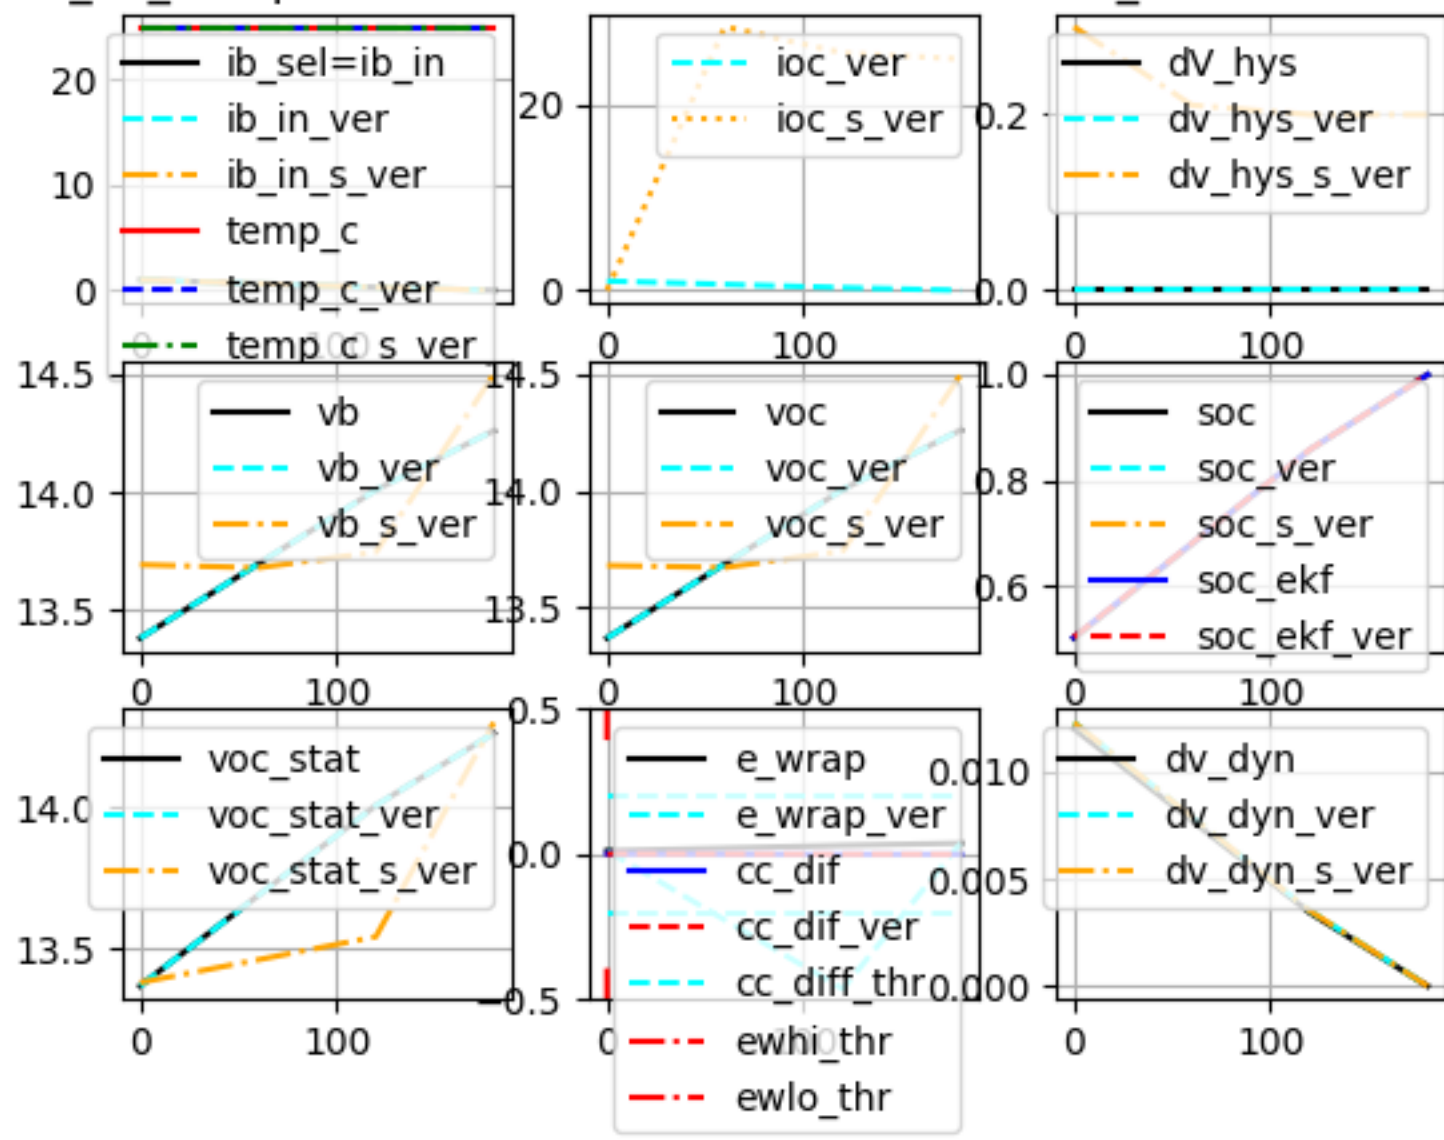 20
10
0
0
100
ib_sel=ib_in
ib_in_ver
ib_in_s_ver
temp_c
temp_c_ver
temp_c_s_ver
20
0
0
100
ioc_ver
ioc_s_ver
0.2
0.0
0
100
dV_hys
dv_hys_ver
dv_hys_s_ver
14.5
14.0
13.5
0
100
vb
vb_ver
vb_s_ver
14.5
14.0
13.5
0
100
voc
voc_ver
voc_s_ver
1.0
0.8
0.6
0
100
soc
soc_ver
soc_s_ver
soc_ekf
soc_ekf_ver
14.0
13.5
0
100
voc_stat
voc_stat_ver
voc_stat_s_ver
0.5
0.0
−0.5
0
100
e_wrap
e_wrap_ver
cc_dif
cc_dif_ver
cc_diff_thr
ewhi_thr
ewlo_thr
0.010
0.005
0.000
0
100
dv_dyn
dv_dyn_ver
dv_dyn_s_ver